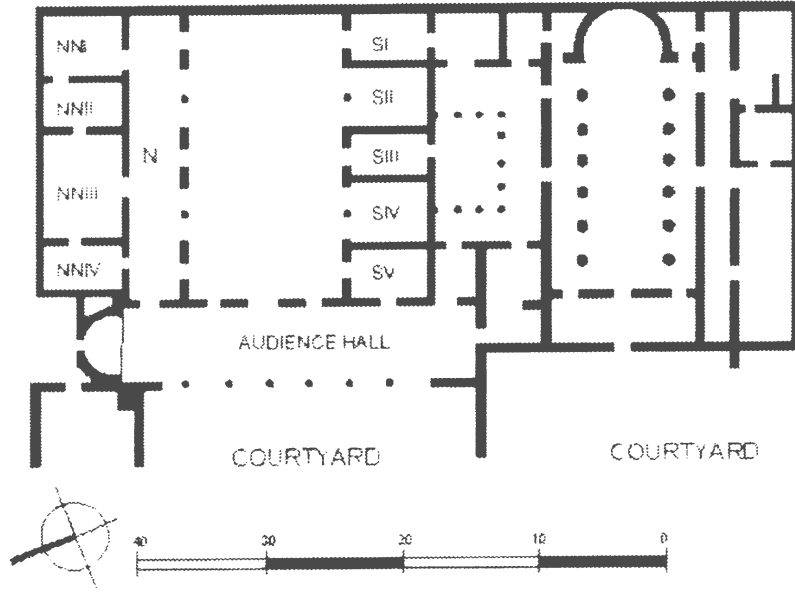 NNI
SI
NNII
SII
N
SIII
NNIII
SIV
NNIV
SV
AUDIENCE HALL
COURTYARD
COURTYARD
40 30 20 10 0